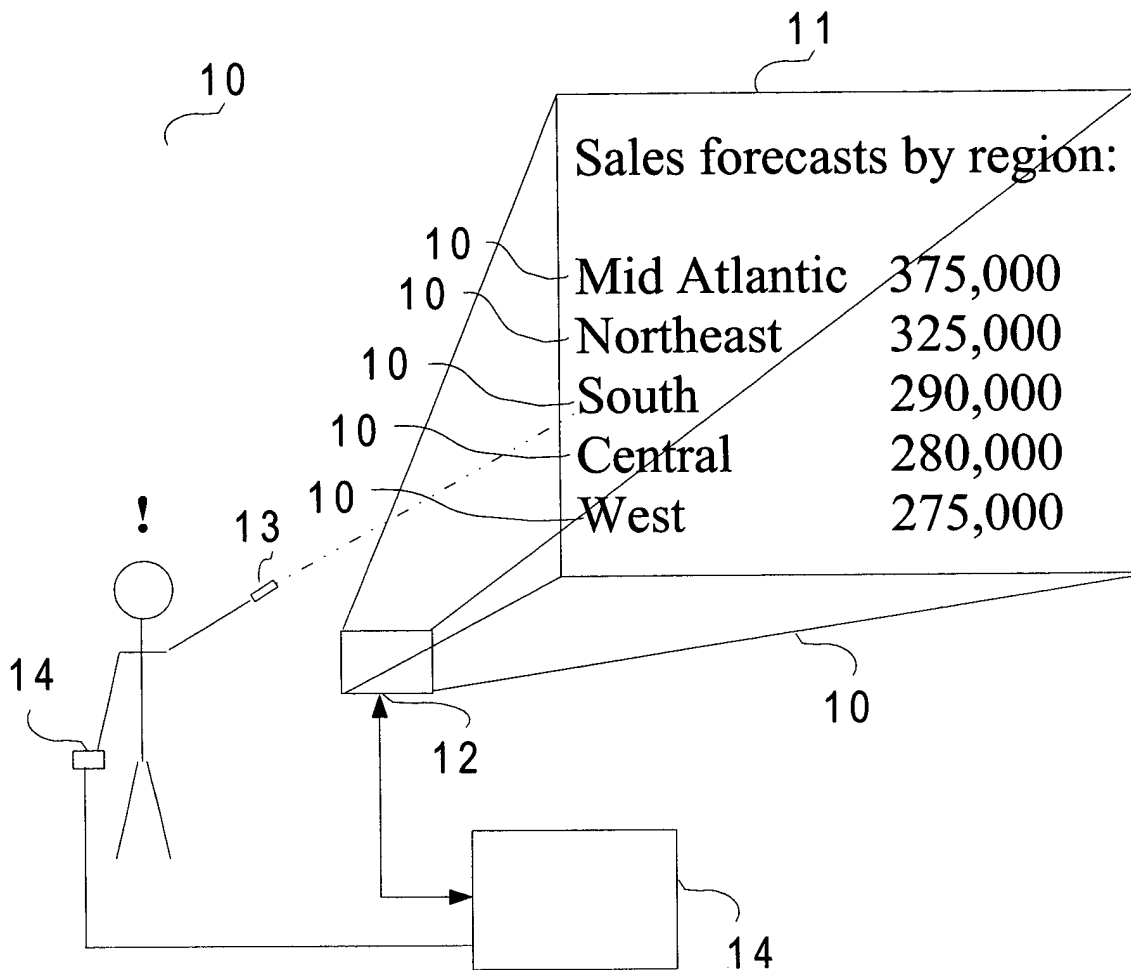 11
10
Sales forecasts by region:
10 Mid Atlantic 375,000
10 Northeast 325,000
10 South 290,000
10 Central 280,000
10 West 275,000
!
13
14
10
12
14